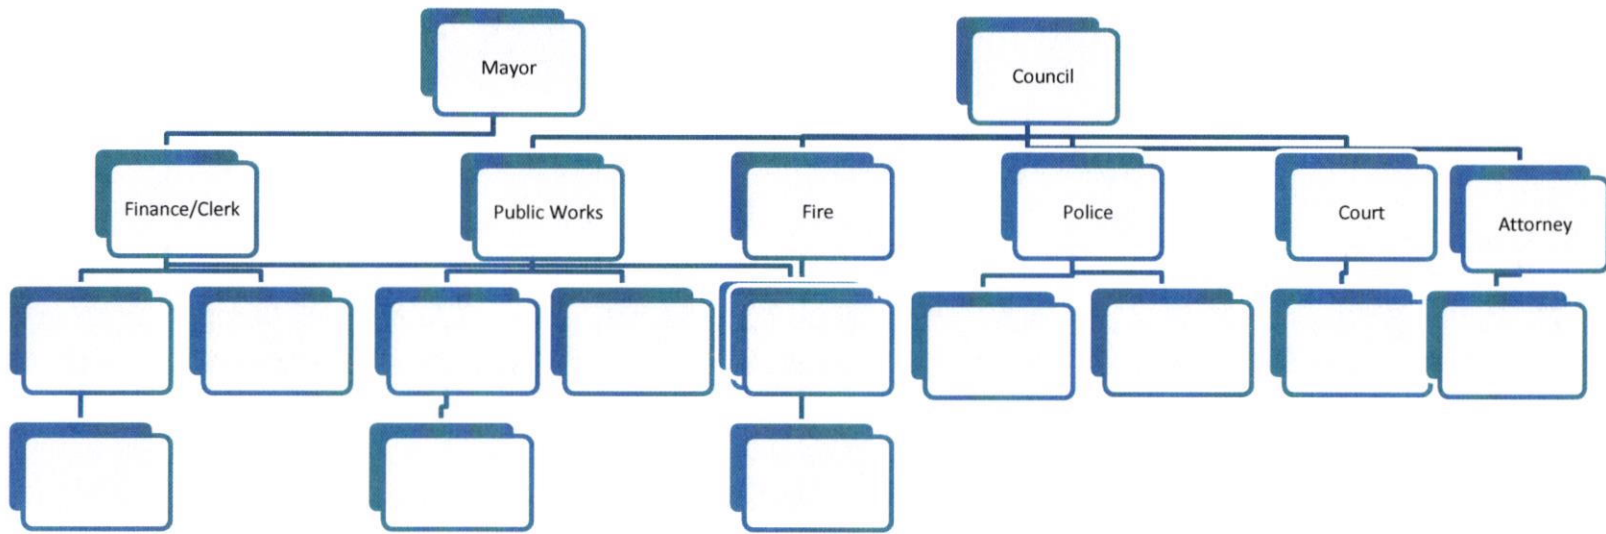 Mayor
Council
Finance/Clerk
Public Works
Fire
Police
Court
Attorney